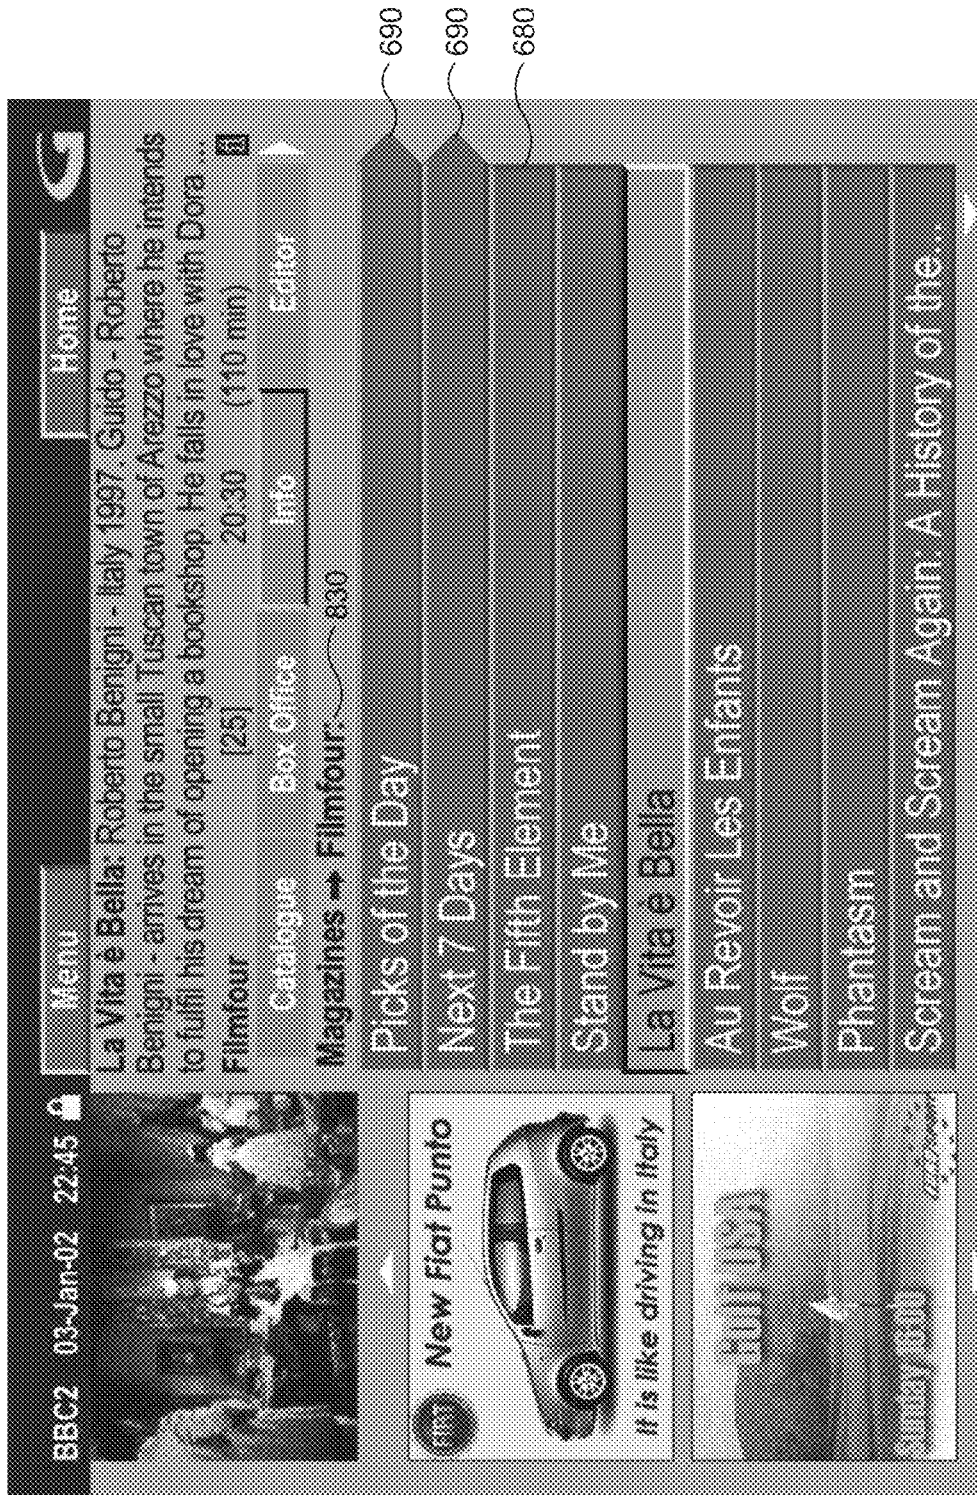 BBC2 03-Jan-02 22:45
Menu
Home
La Vita è Bella: Roberto Benigni - Italy 1997. Guido - Roberto
Benigni - arrives in the small Tuscan town of Arezzo where he intends
to fulfil his dream of opening a bookshop. He falls in love with Dora ...
Filmfour [25] 20:30 (110 min)
Catalogue
Box Office
Info
Editor
Magazines → Filmfour:
830
Picks of the Day
690
Next 7 Days
690
The Fifth Element
680
Stand by Me
La Vita è Bella
Au Revoir Les Enfants
Wolf
Phantasm
Scream and Scream Again: A History of the...
New Fiat Punto
It is like driving in Italy